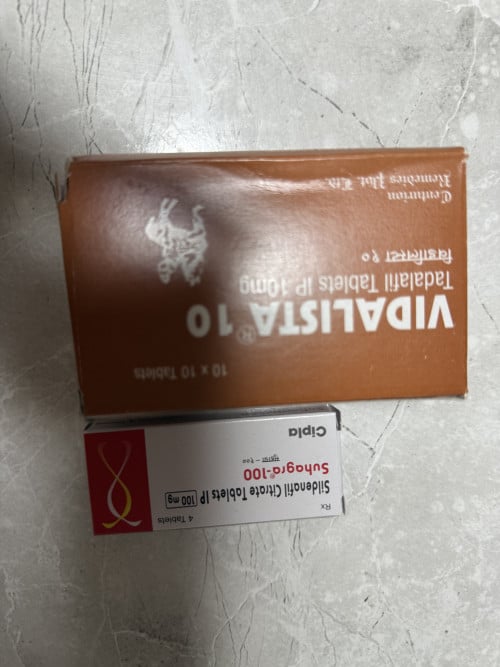 Rx
4 Tablets
Sildenafil Citrate Tablets IP 100 mg
Suhagra®-100
सुहाग्रा - १००
Cipla
10 x 10 Tablets
VIDALISTA® 10
Tadalafil Tablets IP 10mg
विडालिस्टा १०
Centurion
Remedies Pvt. Ltd.